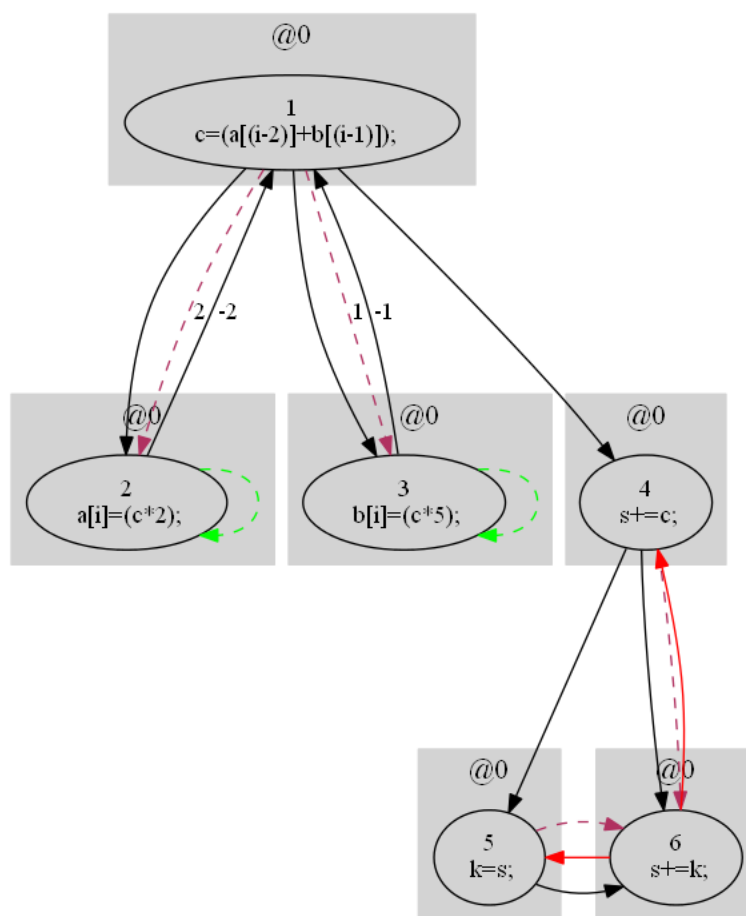 @0
1
c=(a[(i-2)]+b[(i-1)]);
2 -2
1 -1
@0
@0
@0
2
a[i]=(c*2);
3
b[i]=(c*5);
4
s+=c;
@0
@0
5
k=s;
6
s+=k;